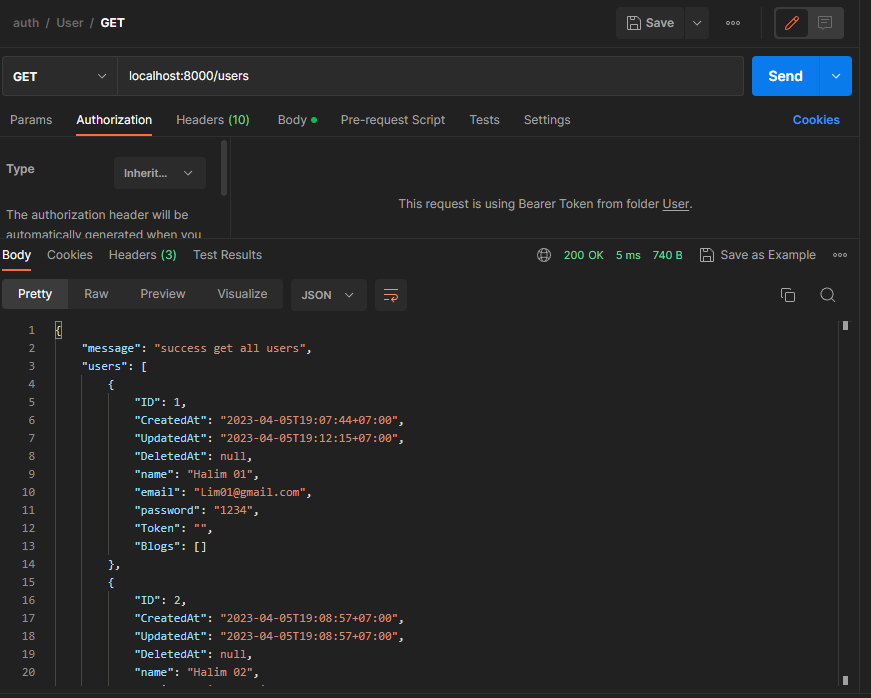 auth / User / GET
Save
GET
localhost:8000/users
Send
Params
Authorization
Headers (10)
Body
Pre-request Script
Tests
Settings
Cookies
Type
Inherit...
The authorization header will be
automatically generated when you
This request is using Bearer Token from folder User.
Body
Cookies
Headers (3)
Test Results
200 OK
5 ms
740 B
Save as Example
Pretty
Raw
Preview
Visualize
JSON
1 {
2 "message": "success get all users",
3 "users": [
4 {
5 "ID": 1,
6 "CreatedAt": "2023-04-05T19:07:44+07:00",
7 "UpdatedAt": "2023-04-05T19:12:15+07:00",
8 "DeletedAt": null,
9 "name": "Halim 01",
10 "email": "Lim01@gmail.com",
11 "password": "1234",
12 "Token": "",
13 "Blogs": []
14 },
15 {
16 "ID": 2,
17 "CreatedAt": "2023-04-05T19:08:57+07:00",
18 "UpdatedAt": "2023-04-05T19:08:57+07:00",
19 "DeletedAt": null,
20 "name": "Halim 02",